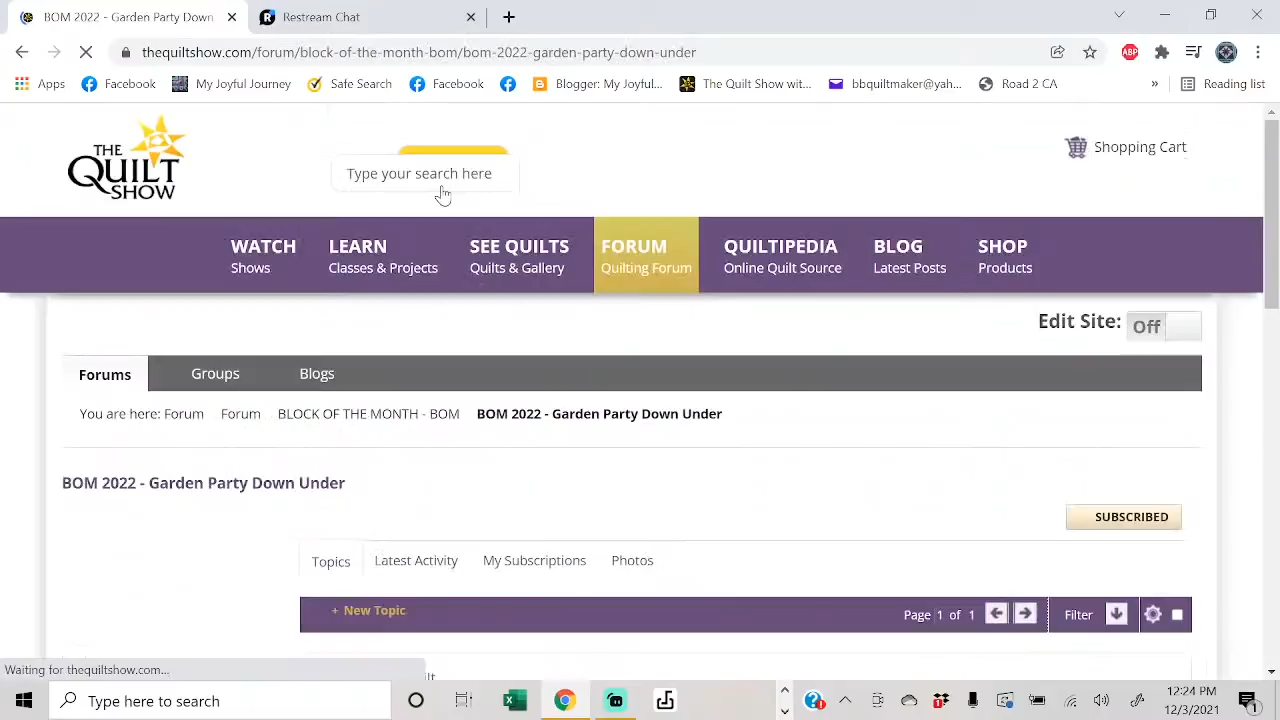 BOM 2022 - Garden Party Down
Restream Chat
thequiltshow.com/forum/block-of-the-month-bom/bom-2022-garden-party-down-under
ABP
Apps
Facebook
My Joyful Journey
Safe Search
Facebook
Blogger: My Joyful...
The Quilt Show wit...
bbquiltmaker@yah...
Road 2 CA
»
Reading list
THE QUILT SHOW
Type your search here
Shopping Cart
WATCH
Shows
LEARN
Classes & Projects
SEE QUILTS
Quilts & Gallery
FORUM
Quilting Forum
QUILTIPEDIA
Online Quilt Source
BLOG
Latest Posts
SHOP
Products
Edit Site: Off
Forums
Groups
Blogs
You are here: Forum Forum BLOCK OF THE MONTH - BOM BOM 2022 - Garden Party Down Under
BOM 2022 - Garden Party Down Under
SUBSCRIBED
Topics
Latest Activity
My Subscriptions
Photos
+ New Topic
Page 1 of 1
Filter
Waiting for thequiltshow.com...
Type here to search
12:24 PM
12/3/2021